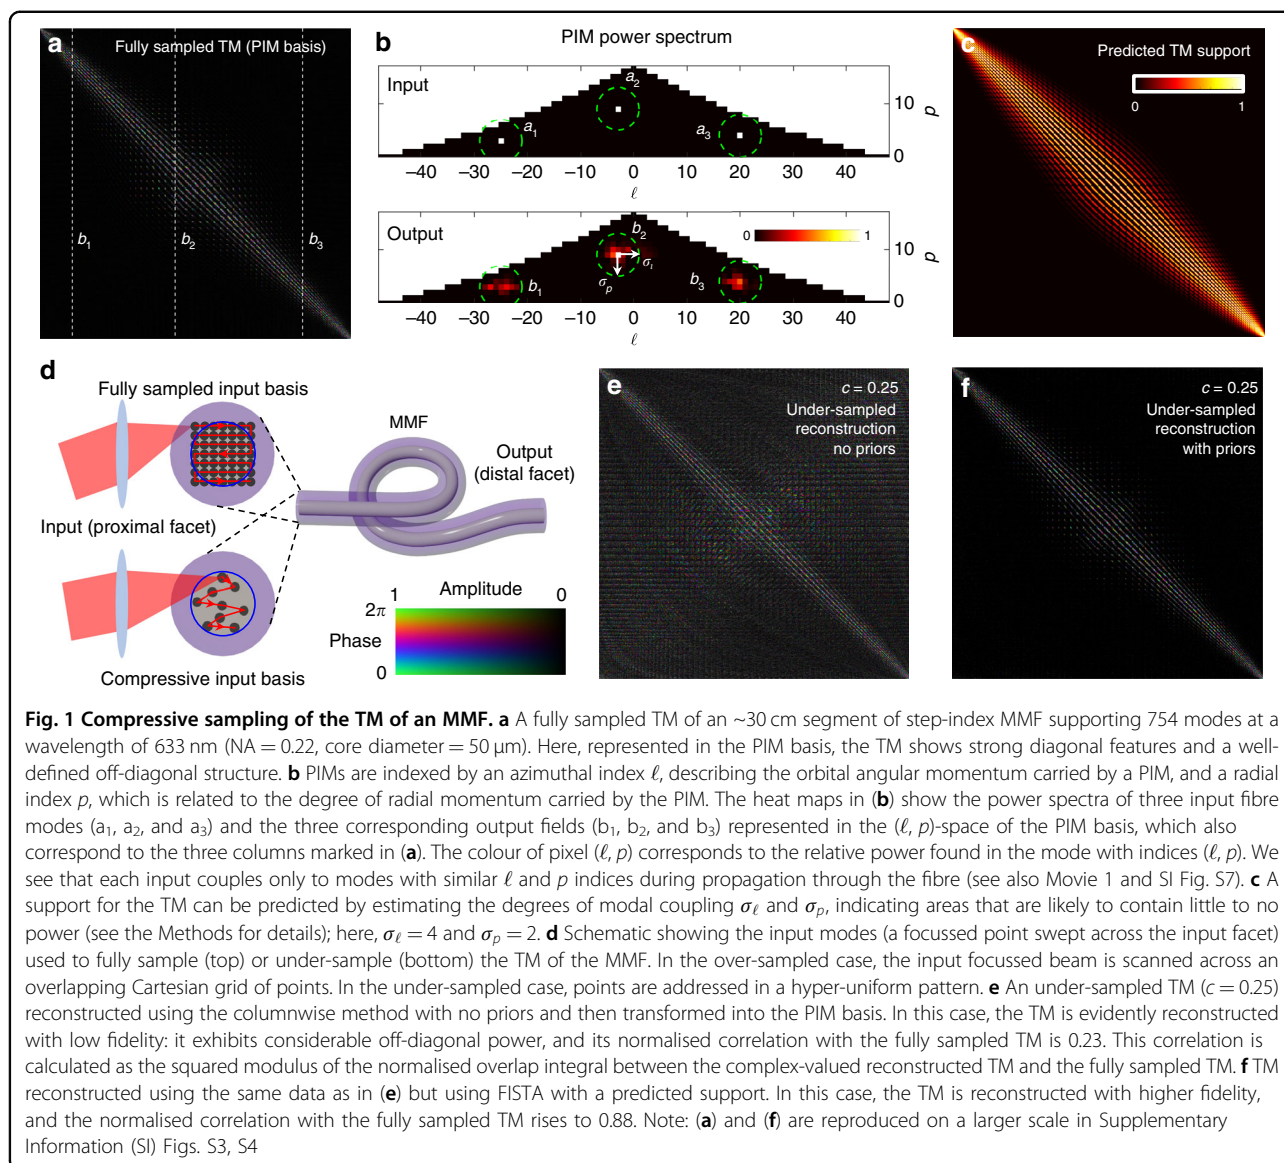 a
Fully sampled TM (PIM basis)
b₁
b₂
b₃
b
PIM power spectrum
Input
a₁
a₂
a₃
10
0
p
−40 −30 −20 −10 0 10 20 30 40
ℓ
Output
b₁
b₂
b₃
σₗ
σₚ
0 1
10
0
p
−40 −30 −20 −10 0 10 20 30 40
ℓ
c
Predicted TM support
0 1
d
Fully sampled input basis
Input (proximal facet)
Compressive input basis
MMF
Output
(distal facet)
Amplitude
1 0
2π
Phase
0
e
c = 0.25
Under-sampled
reconstruction
no priors
f
c = 0.25
Under-sampled
reconstruction
with priors
Fig. 1 Compressive sampling of the TM of an MMF. a A fully sampled TM of an ~30 cm segment of step-index MMF supporting 754 modes at a
wavelength of 633 nm (NA = 0.22, core diameter = 50 μm). Here, represented in the PIM basis, the TM shows strong diagonal features and a well-
defined off-diagonal structure. b PIMs are indexed by an azimuthal index ℓ, describing the orbital angular momentum carried by a PIM, and a radial
index p, which is related to the degree of radial momentum carried by the PIM. The heat maps in (b) show the power spectra of three input fibre
modes (a₁, a₂, and a₃) and the three corresponding output fields (b₁, b₂, and b₃) represented in the (ℓ, p)-space of the PIM basis, which also
correspond to the three columns marked in (a). The colour of pixel (ℓ, p) corresponds to the relative power found in the mode with indices (ℓ, p). We
see that each input couples only to modes with similar ℓ and p indices during propagation through the fibre (see also Movie 1 and SI Fig. S7). c A
support for the TM can be predicted by estimating the degrees of modal coupling σℓ and σₚ, indicating areas that are likely to contain little to no
power (see the Methods for details); here, σℓ = 4 and σₚ = 2. d Schematic showing the input modes (a focussed point swept across the input facet)
used to fully sample (top) or under-sample (bottom) the TM of the MMF. In the over-sampled case, the input focussed beam is scanned across an
overlapping Cartesian grid of points. In the under-sampled case, points are addressed in a hyper-uniform pattern. e An under-sampled TM (c = 0.25)
reconstructed using the columnwise method with no priors and then transformed into the PIM basis. In this case, the TM is evidently reconstructed
with low fidelity: it exhibits considerable off-diagonal power, and its normalised correlation with the fully sampled TM is 0.23. This correlation is
calculated as the squared modulus of the normalised overlap integral between the complex-valued reconstructed TM and the fully sampled TM. f TM
reconstructed using the same data as in (e) but using FISTA with a predicted support. In this case, the TM is reconstructed with higher fidelity,
and the normalised correlation with the fully sampled TM rises to 0.88. Note: (a) and (f) are reproduced on a larger scale in Supplementary
Information (SI) Figs. S3, S4